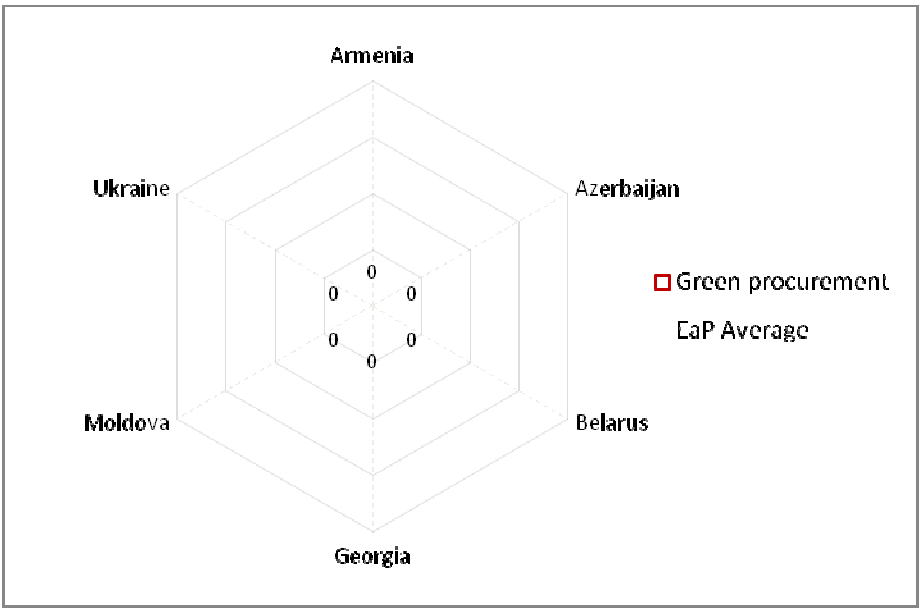 Armenia
Ukraine
Azerbaijan
0
0
0
Green procurement
EaP Average
0
0
0
Moldova
Belarus
Georgia